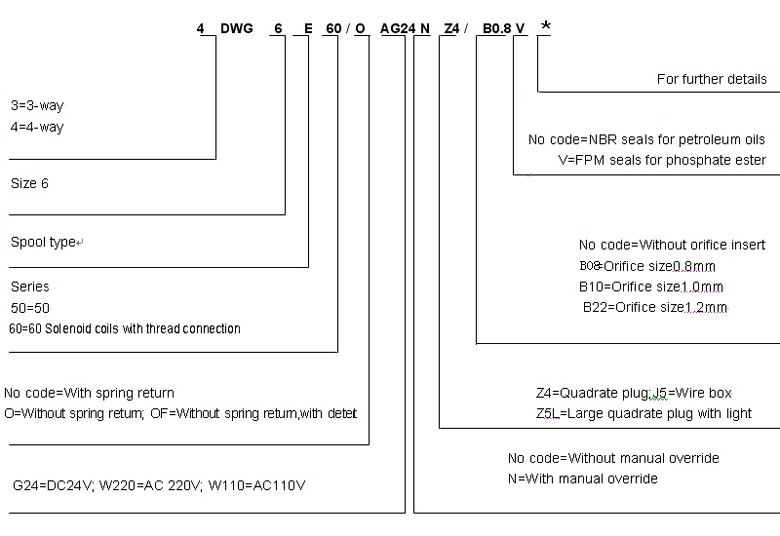 4 DWG 6 E 60 / O AG24 N Z4 / B0.8 V *
For further details
3=3-way
4=4-way
No code=NBR seals for petroleum oils
V=FPM seals for phosphate ester
Size 6
Spool type
No code=Without orifice insert
B08=Orifice size0.8mm
B10=Orifice size1.0mm
B22=Orifice size1.2mm
Series
50=50
60=60 Solenoid coils with thread connection
No code=With spring return
O=Without spring return; OF=Without spring return,with detet
Z4=Quadrate plug;J5=Wire box
Z5L=Large quadrate plug with light
No code=Without manual override
N=With manual override
G24=DC24V; W220=AC 220V; W110=AC110V